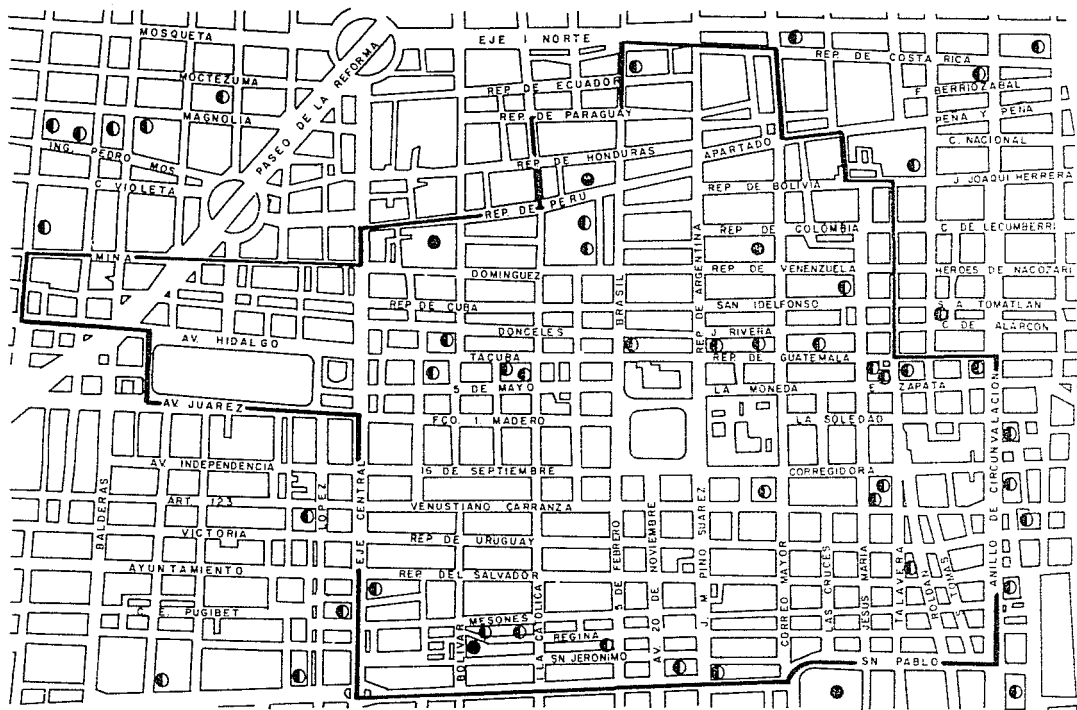 MOSQUETA
EJE 1 NORTE
REP. DE COSTA RICA
PASEO DE LA REFORMA
MOCTEZUMA
REP. DE ECUADOR
F. BERRIOZABAL
MAGNOLIA
REP. DE PARAGUAY
PEÑA Y PEÑA
ING. PEDRO MOS
REP. DE HONDURAS
APARTADO
C. NACIONAL
C. VIOLETA
REP. DE BOLIVIA
J. JOAQUI HERRERA
REP. DE PERU
REP. DE COLOMBIA
C. DE LECUMBERRI
MINA
DOMINGUEZ
BRASIL
REP. DE ARGENTINA
REP. DE VENENZUELA
HEROES DE NACOZARI
REP. DE CUBA
SAN IDELFONSO
S. A. TOMATLAN
AV. HIDALGO
DONCELES
J. RIVERA
C. DE ALARCON
TACUBA
REP. DE GUATEMALA
5 DE MAYO
LA MONEDA
E. ZAPATA
AV. JUAREZ
FCO. I. MADERO
LA SOLEDAD
ANILLO DE CIRCUNVALACION
AV. INDEPENDENCIA
16 DE SEPTIEMBRE
CORREGIDORA
BALDERAS
ART. 123
LOPEZ
EJE CENTRAL
VENUSTIANO CARRANZA
VICTORIA
REP. DE URUGUAY
5 DE FEBRERO
AV. 20 DE NOVIEMBRE
J. M. PINO SUAREZ
CORREO MAYOR
LAS CRUCES
JESUS MARIA
TALAVERA
ROLDAN
S. TOMAS
AYUNTAMIENTO
REP. DEL SALVADOR
E. PUGIBET
MESONES
BOLIVAR
I. LA CATOLICA
REGINA
SN. JERONIMO
SN PABLO